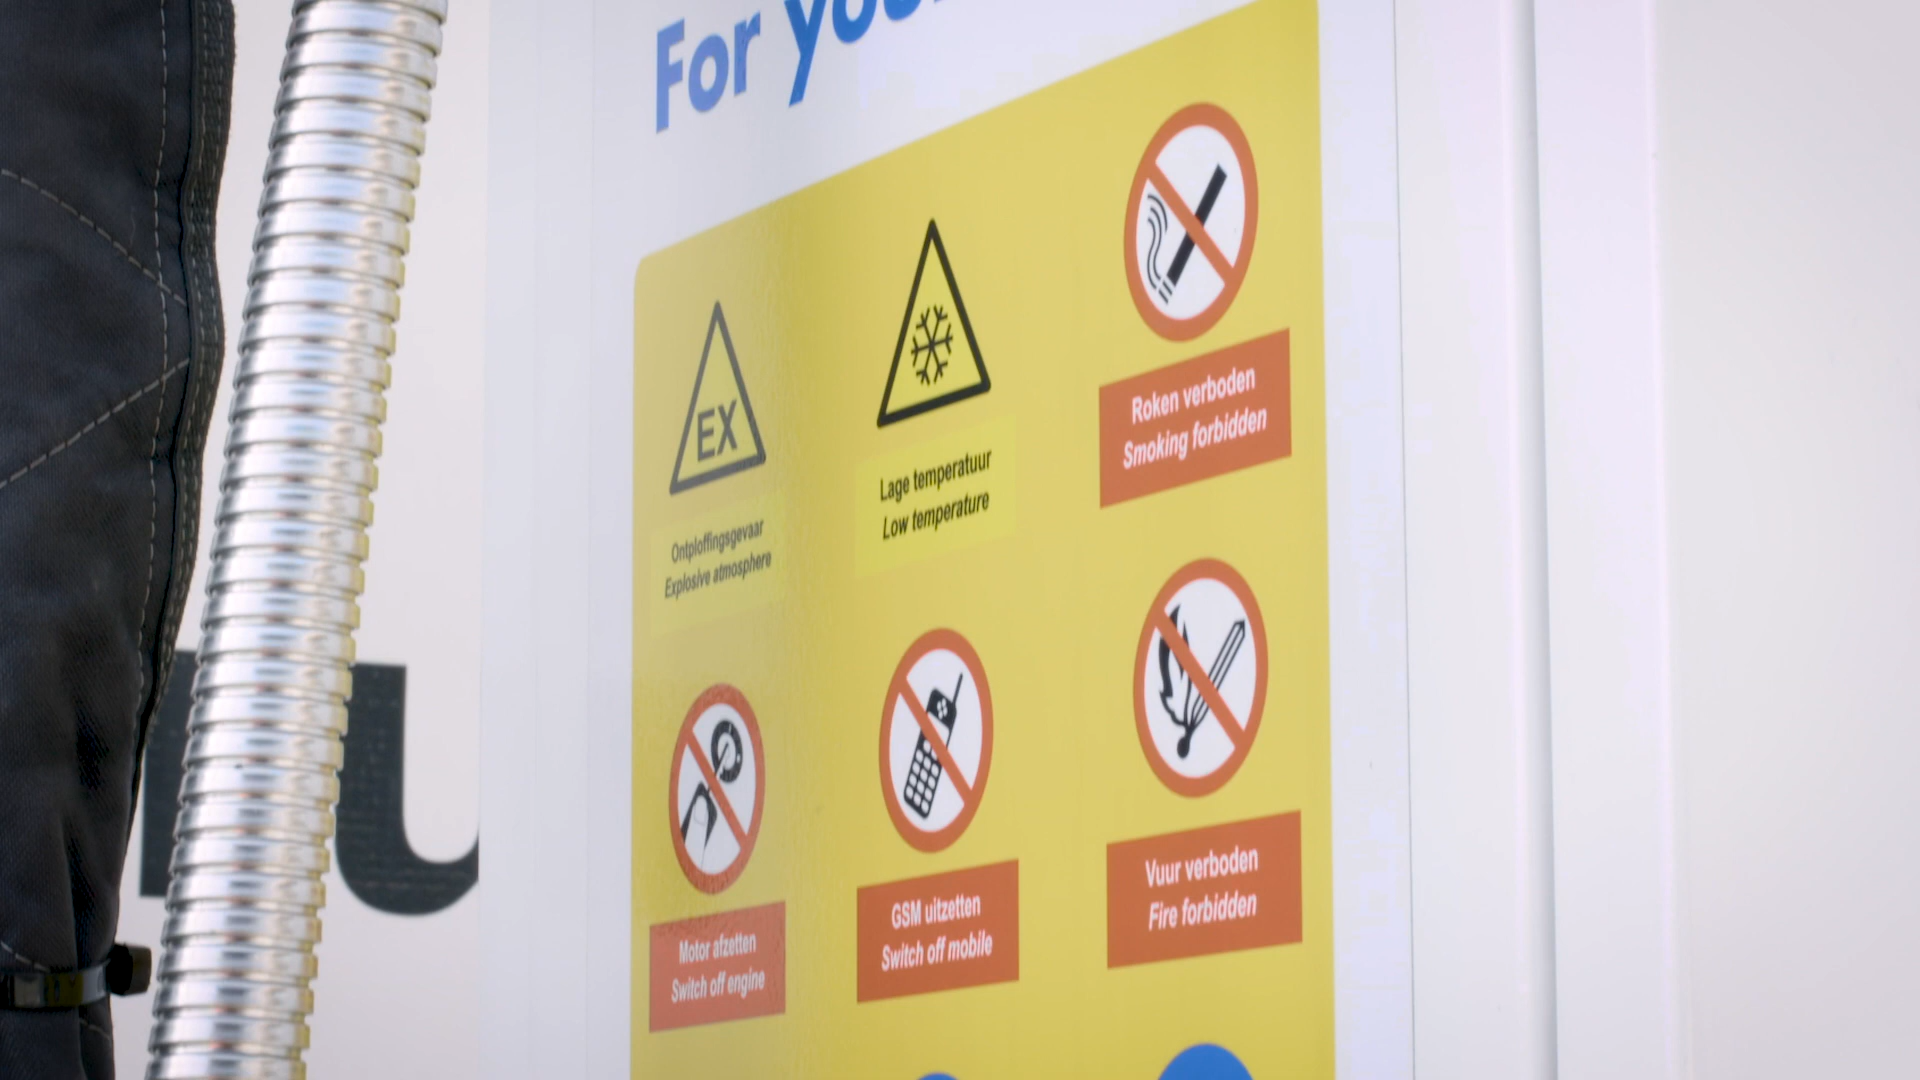 For you
EX
Ontploffingsgevaar
Explosive atmosphere
Lage temperatuur
Low temperature
Roken verboden
Smoking forbidden
Motor afzetten
Switch off engine
GSM uitzetten
Switch off mobile
Vuur verboden
Fire forbidden